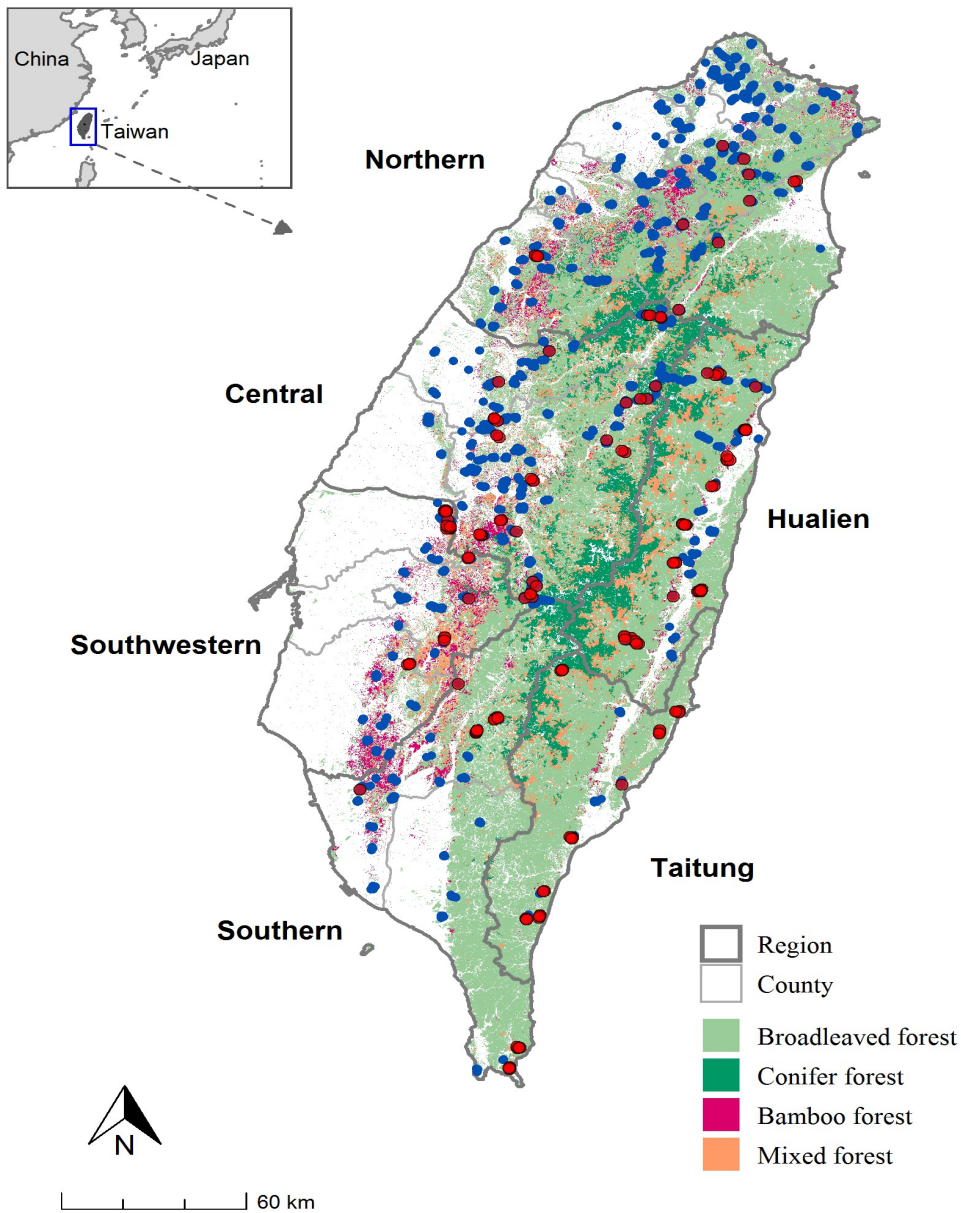 China
Japan
Taiwan
Northern
Central
Hualien
Southwestern
Taitung
Southern
Region
County
Broadleaved forest
Conifer forest
Bamboo forest
Mixed forest
N
60 km